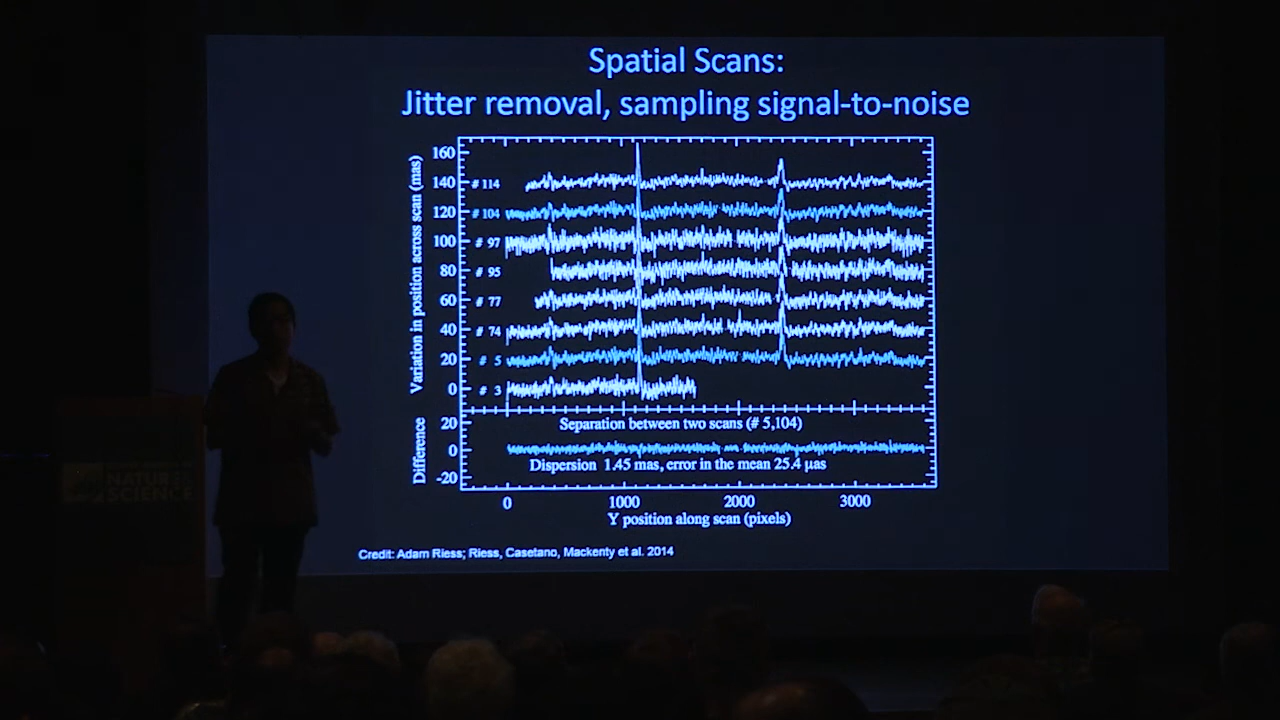 Spatial Scans:
Jitter removal, sampling signal-to-noise
Variation in position across scan (mas)
160
140
120
100
80
60
40
20
0
# 114
# 104
# 97
# 95
# 77
# 74
# 5
# 3
Difference
20
0
-20
Separation between two scans (# 5,104)
Dispersion 1.45 mas, error in the mean 25.4 μas
0 1000 2000 3000
Y position along scan (pixels)
Credit: Adam Riess; Riess, Casetano, Mackenty et al. 2014
NATURE &
SCIENCE